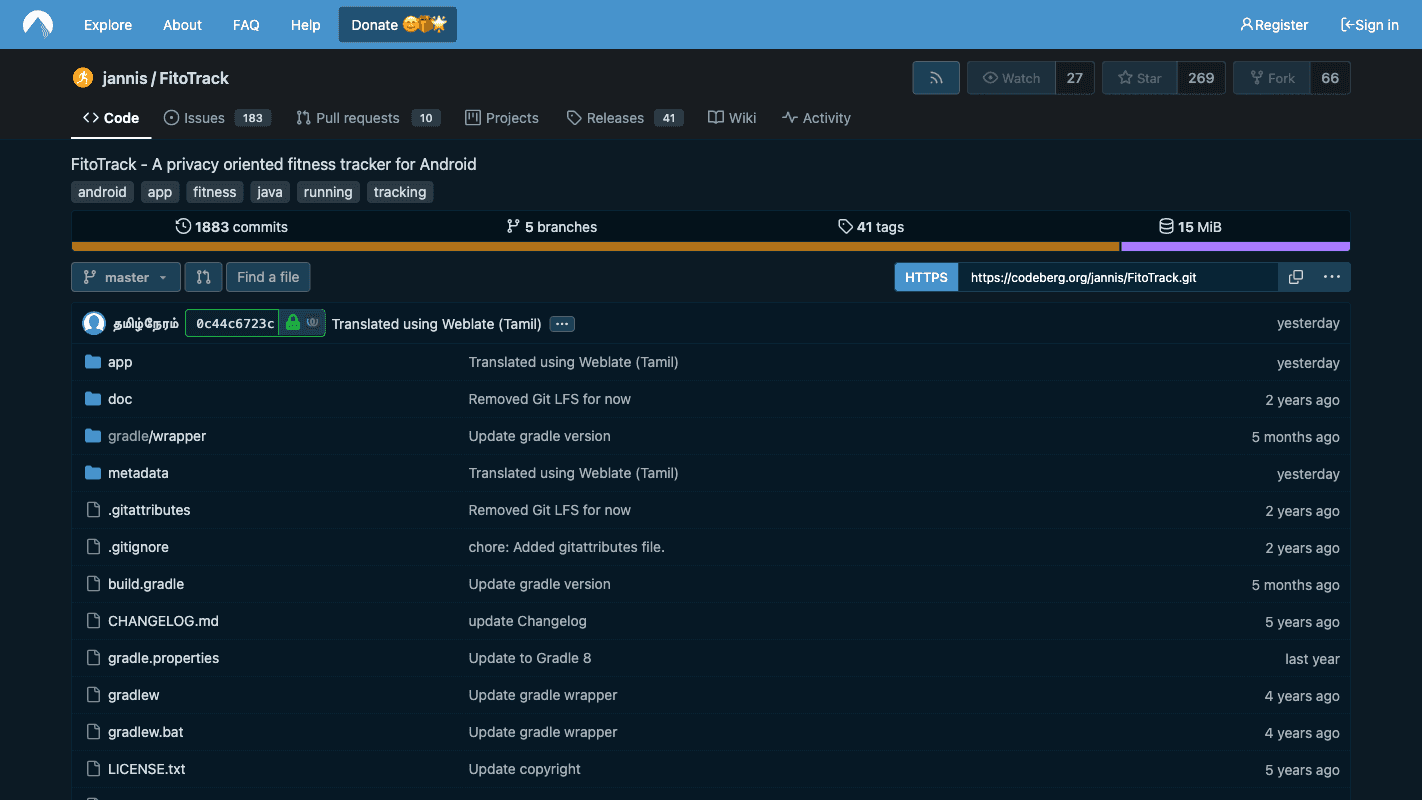 Explore About FAQ Help Donate Register Sign in
jannis / FitoTrack Watch 27 Star 269 Fork 66
Code Issues 183 Pull requests 10 Projects Releases 41 Wiki Activity
FitoTrack - A privacy oriented fitness tracker for Android
android app fitness java running tracking
1883 commits 5 branches 41 tags 15 MiB
master Find a file HTTPS https://codeberg.org/jannis/FitoTrack.git
தமிழ்நேரம் 0c44c6723c Translated using Weblate (Tamil) ... yesterday
app Translated using Weblate (Tamil) yesterday
doc Removed Git LFS for now 2 years ago
gradle/wrapper Update gradle version 5 months ago
metadata Translated using Weblate (Tamil) yesterday
.gitattributes Removed Git LFS for now 2 years ago
.gitignore chore: Added gitattributes file. 2 years ago
build.gradle Update gradle version 5 months ago
CHANGELOG.md update Changelog 5 years ago
gradle.properties Update to Gradle 8 last year
gradlew Update gradle wrapper 4 years ago
gradlew.bat Update gradle wrapper 4 years ago
LICENSE.txt Update copyright 5 years ago